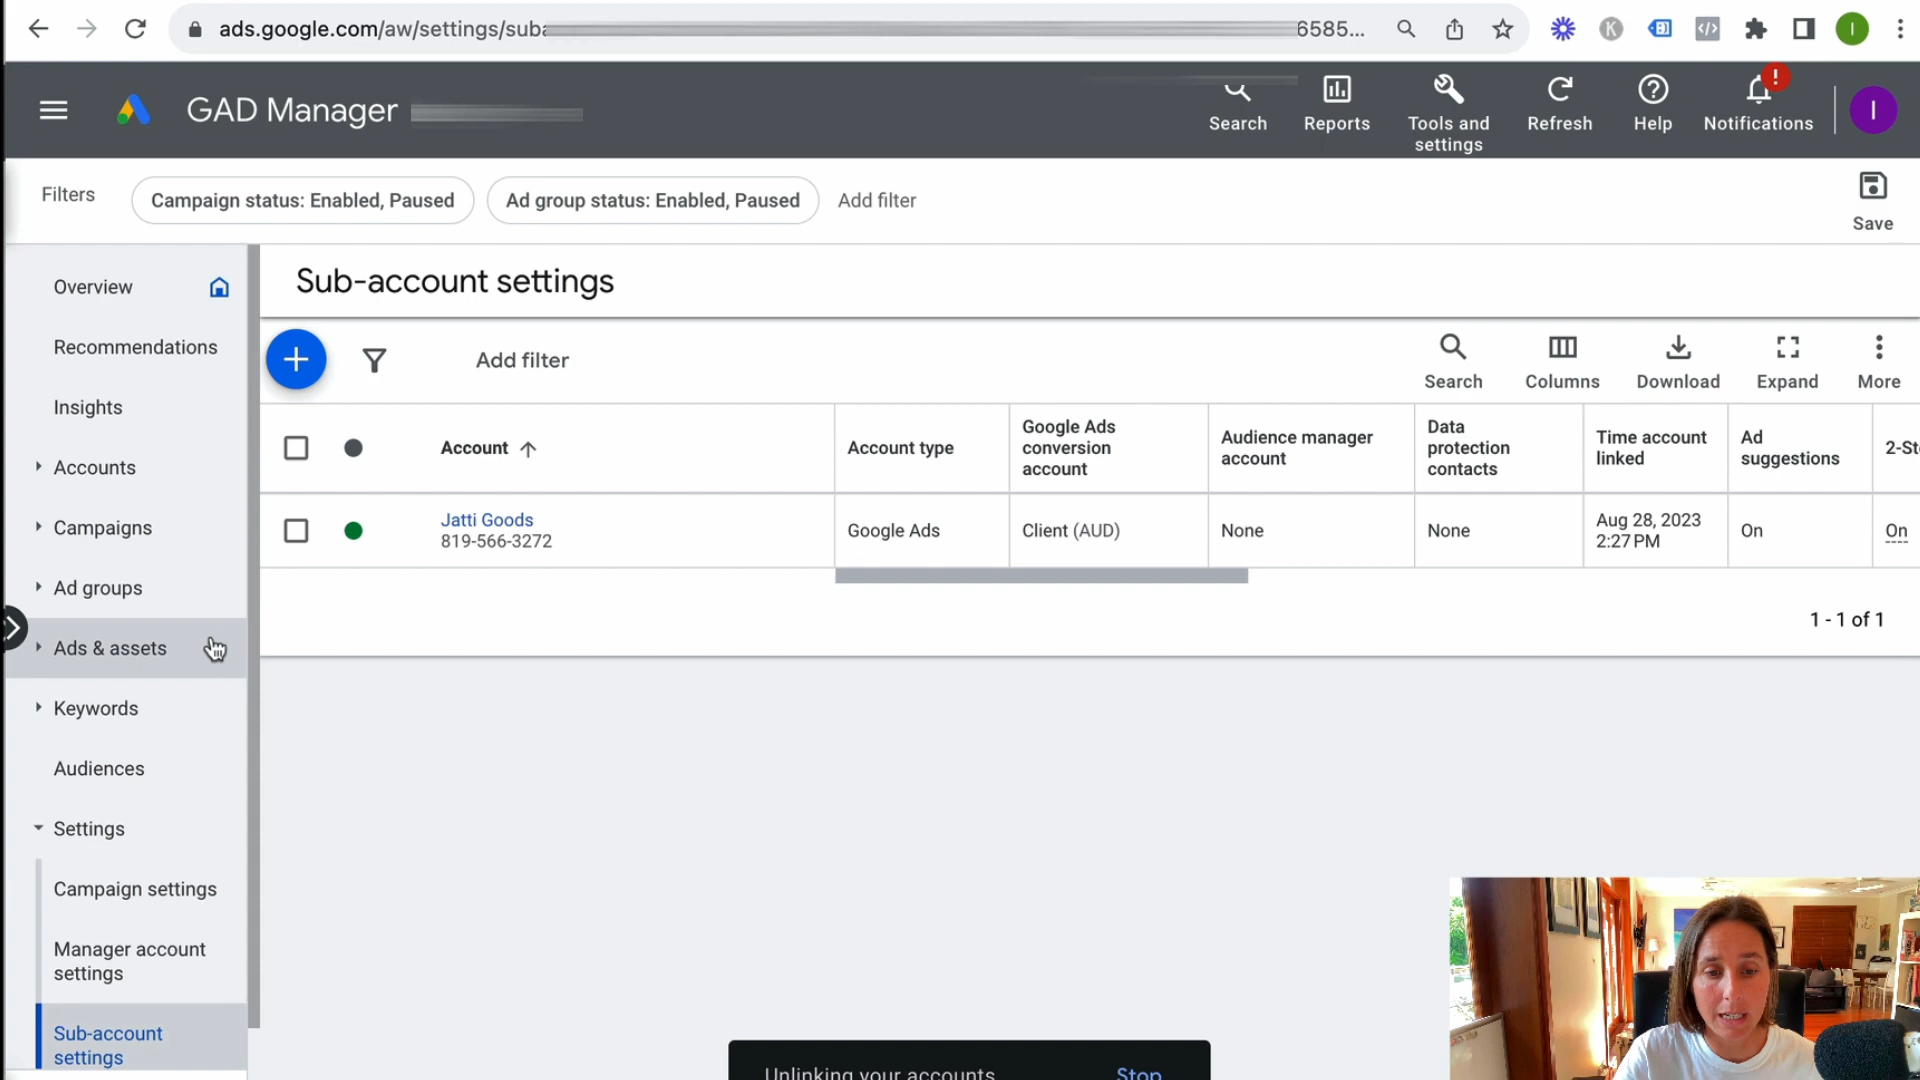 ads.google.com/aw/settings/suba
6585...
GAD Manager
Search
Reports
Tools and
settings
Refresh
Help
Notifications
!
I
Filters
Campaign status: Enabled, Paused
Ad group status: Enabled, Paused
Add filter
Save
Overview
Recommendations
Insights
Accounts
Campaigns
Ad groups
Ads & assets
Keywords
Audiences
Settings
Campaign settings
Manager account
settings
Sub-account
settings
Sub-account settings
Add filter
Search
Columns
Download
Expand
More
Account
Account type
Google Ads
conversion
account
Audience manager
account
Data
protection
contacts
Time account
linked
Ad
suggestions
2-St
Jatti Goods
819-566-3272
Google Ads
Client (AUD)
None
None
Aug 28, 2023
2:27 PM
On
On
1 - 1 of 1
Unlinking your accounts
Stop